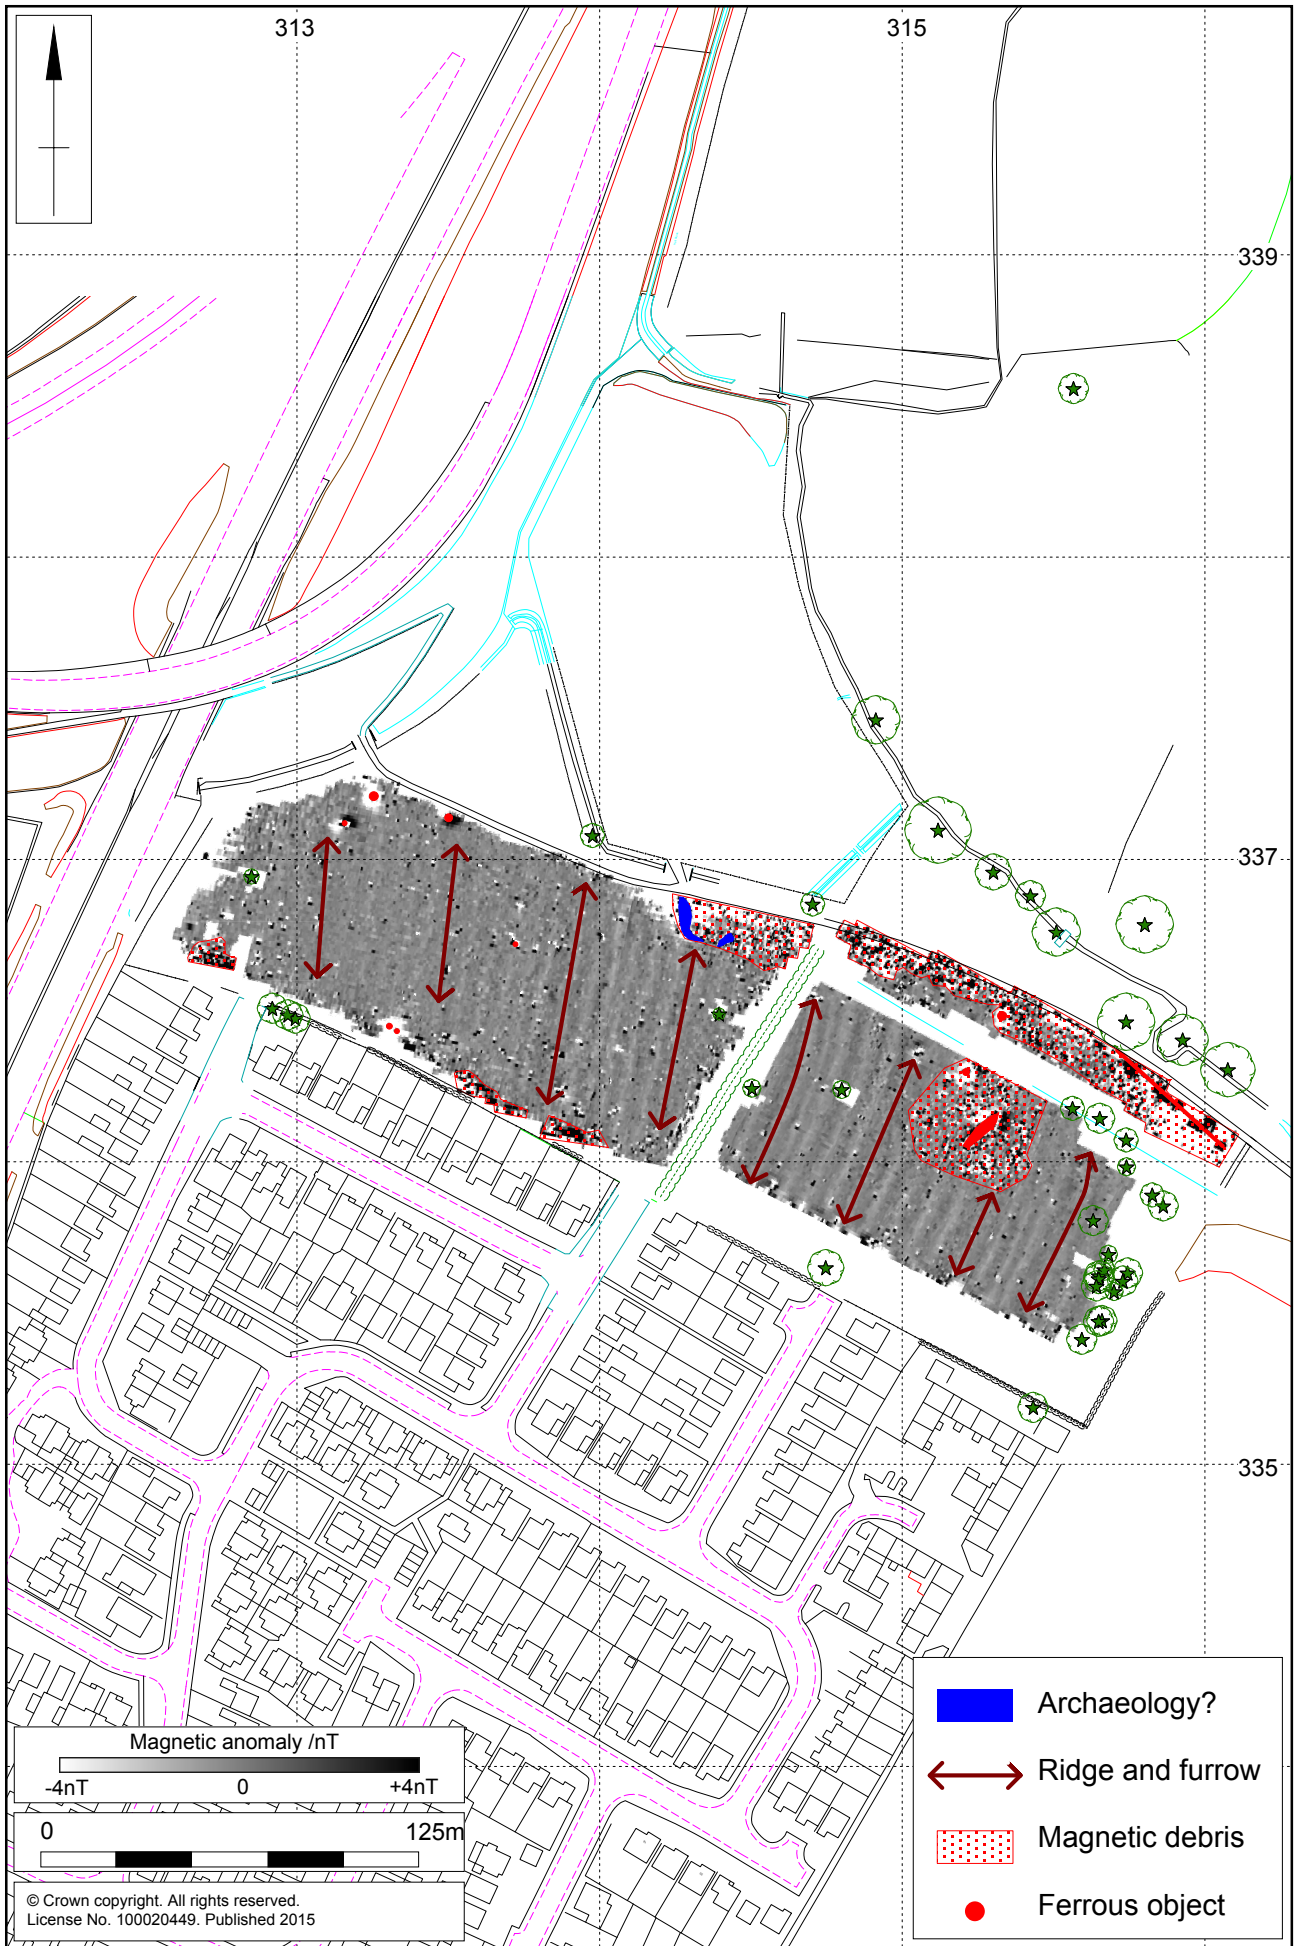 313
315
339
337
335
Archaeology?
Ridge and furrow
Magnetic debris
Ferrous object
Magnetic anomaly /nT
-4nT 0 +4nT
0 125m
© Crown copyright. All rights reserved.
License No. 100020449. Published 2015